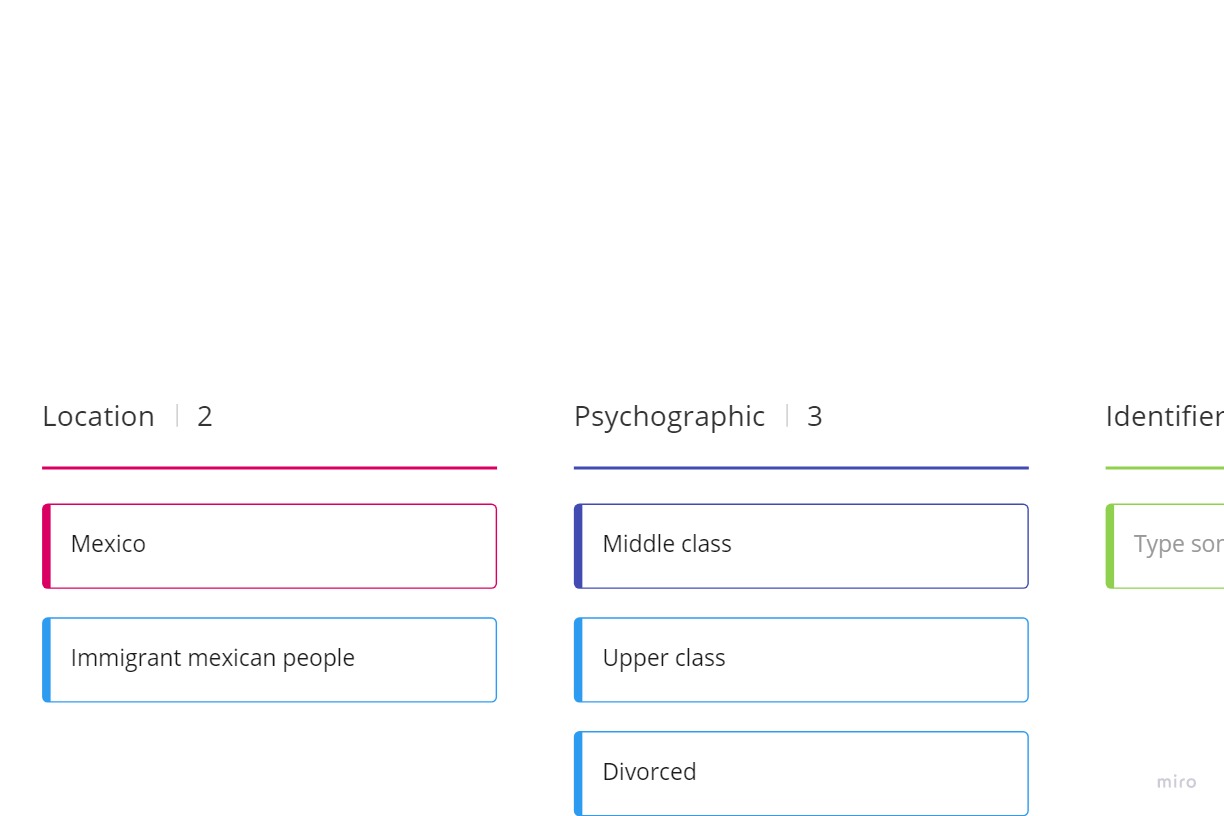 Location | 2
Psychographic | 3
Identifier
Mexico
Middle class
Type sor
Immigrant mexican people
Upper class
Divorced
miro